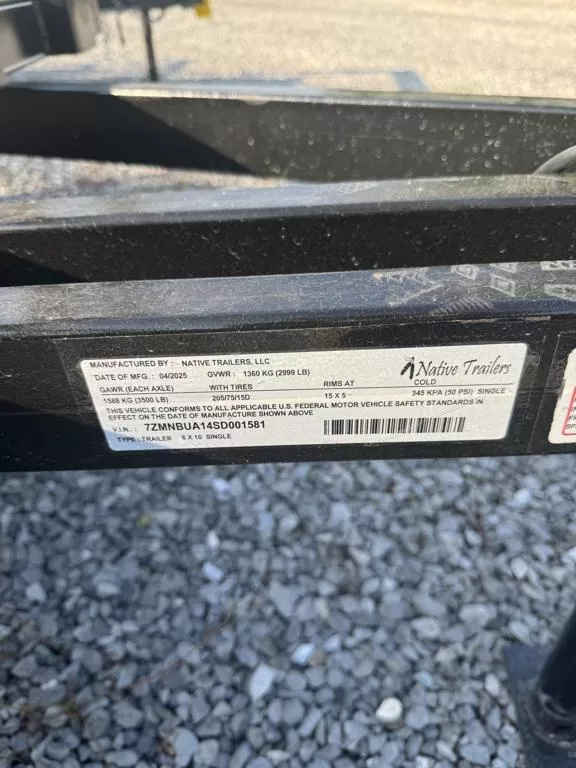 MANUFACTURED BY : - NATIVE TRAILERS, LLC
Native Trailers
DATE OF MFG. : 04/2025 GVWR : 1360 KG (2999 LB)
GAWR (EACH AXLE) WITH TIRES RIMS AT COLD
1588 KG (3500 LB) 205/75/15D 15 X 5 345 KPA (50 PSI) SINGLE
THIS VEHICLE CONFORMS TO ALL APPLICABLE U.S. FEDERAL MOTOR VEHICLE SAFETY STANDARDS IN
EFFECT ON THE DATE OF MANUFACTURE SHOWN ABOVE
V.I.N. : 7ZMNBUA14SD001581
TYPE : TRAILER 6 X 10 SINGLE